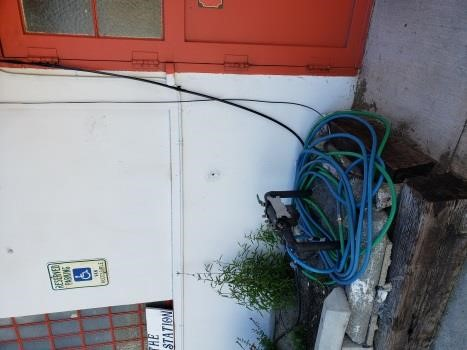 RESERVED
PARKING
THE
STATION